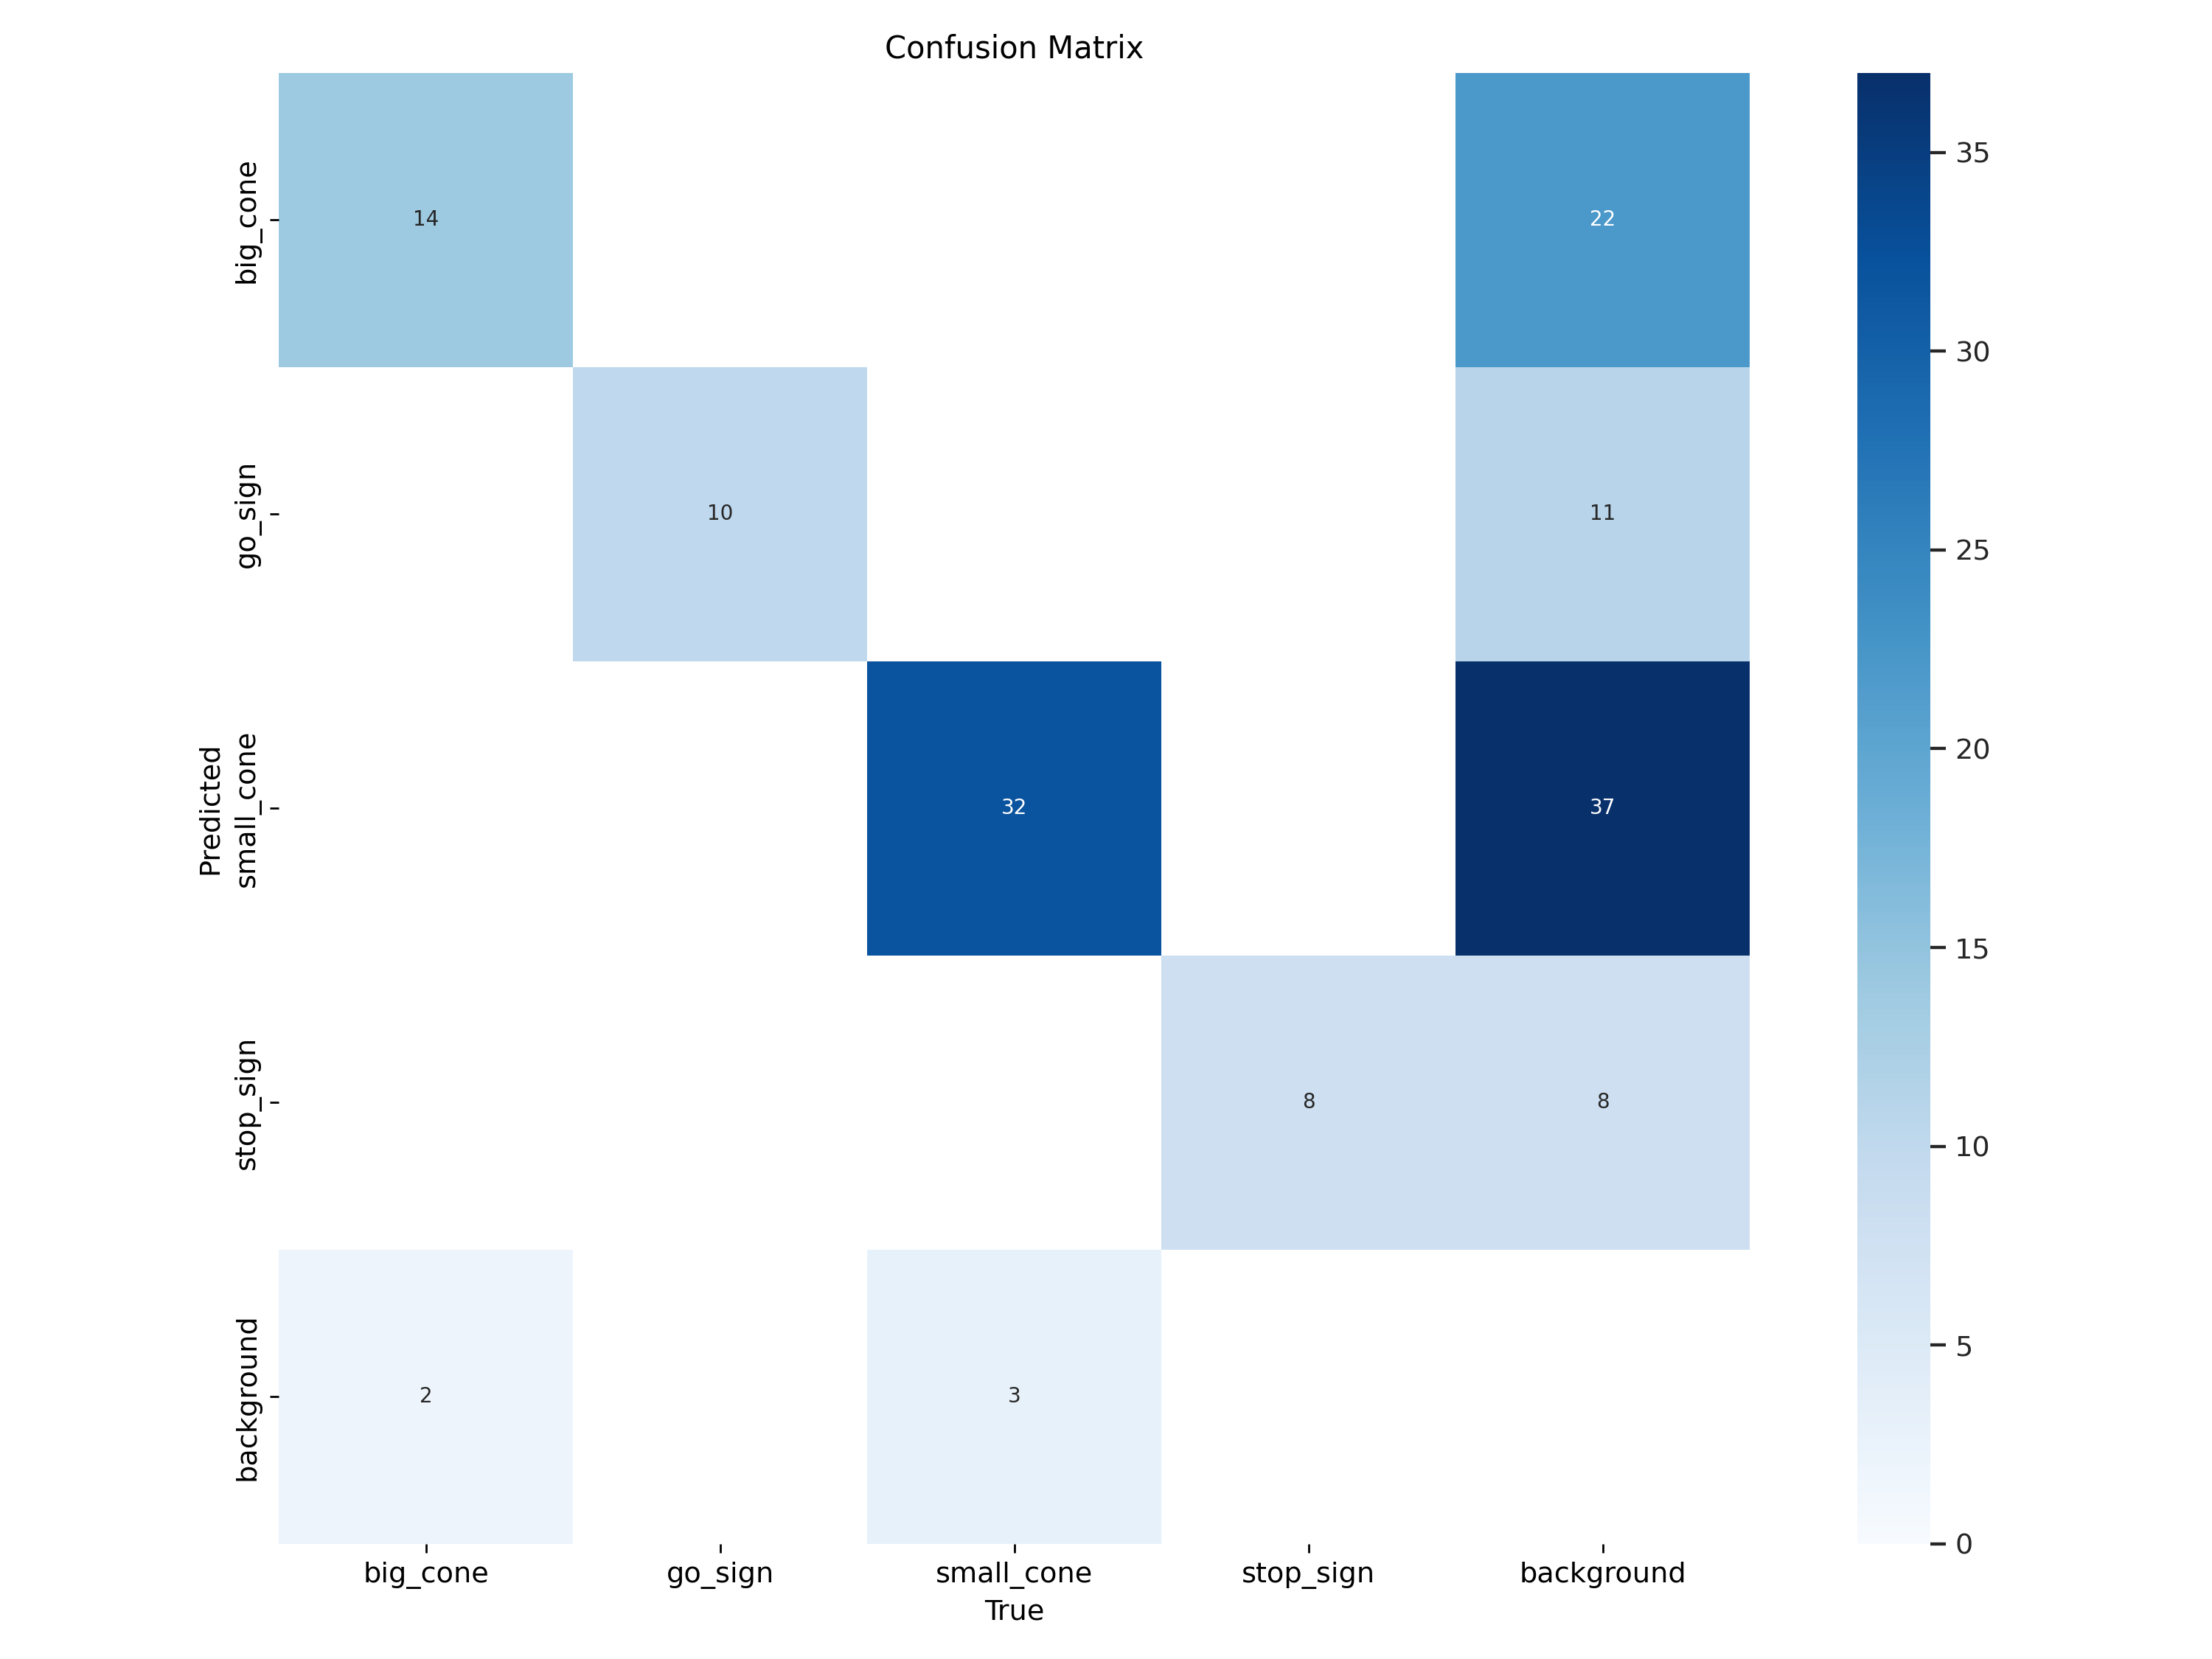 Confusion Matrix
Predicted
big_cone
14
22
go_sign
10
11
small_cone
32
37
stop_sign
8
8
background
2
3
big_cone
go_sign
small_cone
stop_sign
background
True
35
30
25
20
15
10
5
0